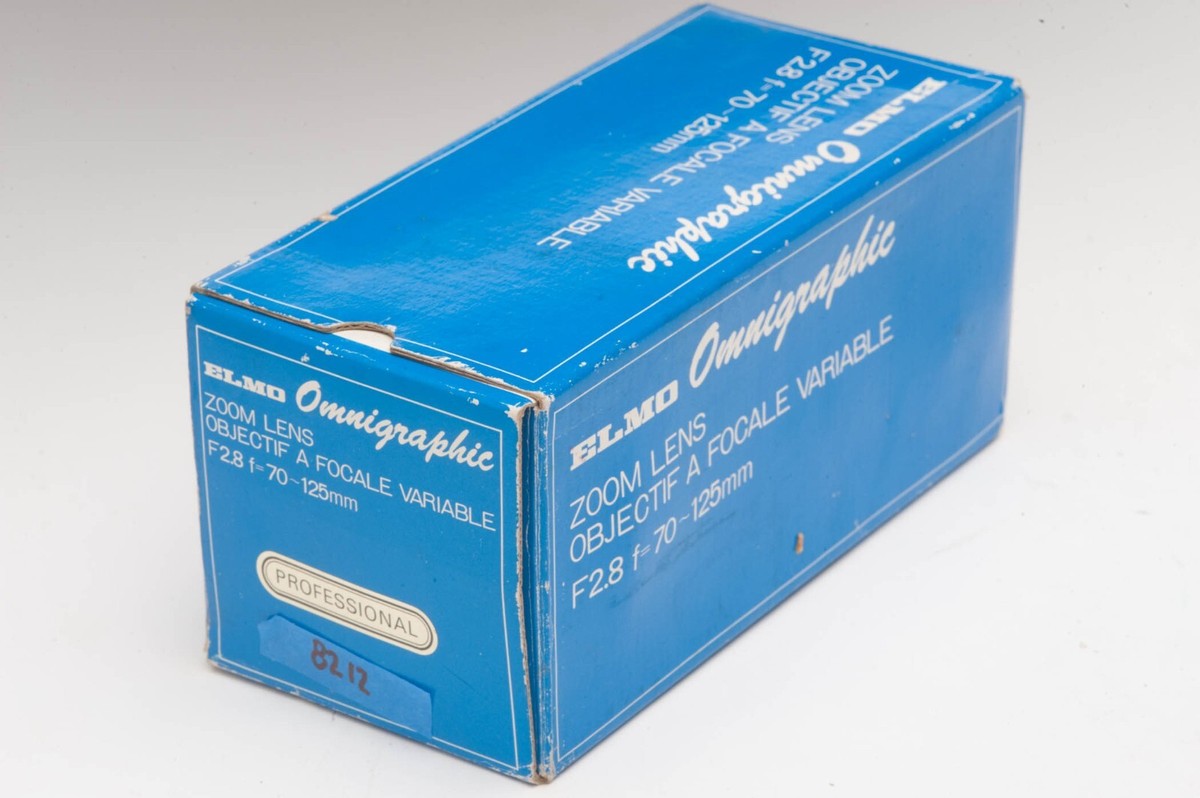 ELMO Omnigraphic
ZOOM LENS
OBJECTIF A FOCALE VARIABLE
F2.8 f=70~125mm
ELMO Omnigraphic
ZOOM LENS
OBJECTIF A FOCALE VARIABLE
F2.8 f=70~125mm
PROFESSIONAL
8212
ELMO Omnigraphic
ZOOM LENS
OBJECTIF A FOCALE VARIABLE
F2.8 f=70~125mm